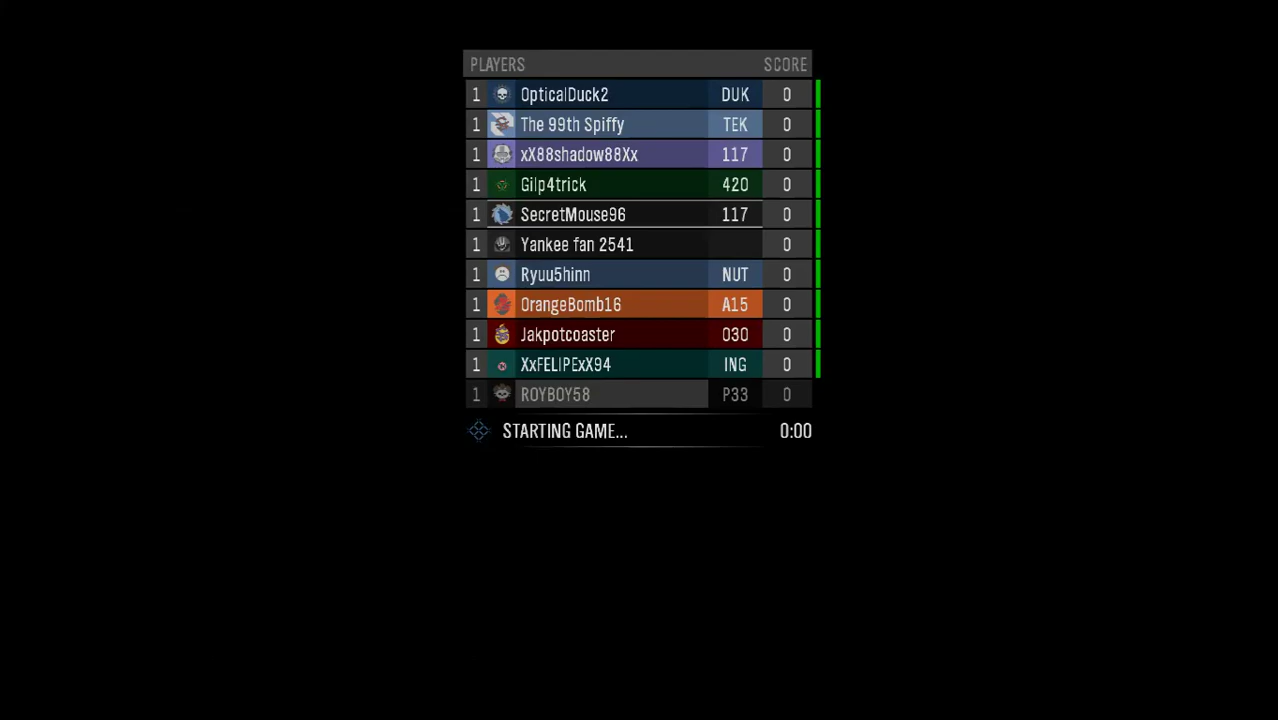 PLAYERS SCORE
1 OpticalDuck2 DUK 0
1 The 99th Spiffy TEK 0
1 xX88shadow88Xx 117 0
1 Gilp4trick 420 0
1 SecretMouse96 117 0
1 Yankee fan 2541 0
1 Ryuu5hinn NUT 0
1 OrangeBomb16 A15 0
1 Jakpotcoaster 030 0
1 XxFELIPExX94 ING 0
1 ROYBOY58 P33 0
STARTING GAME... 0:00